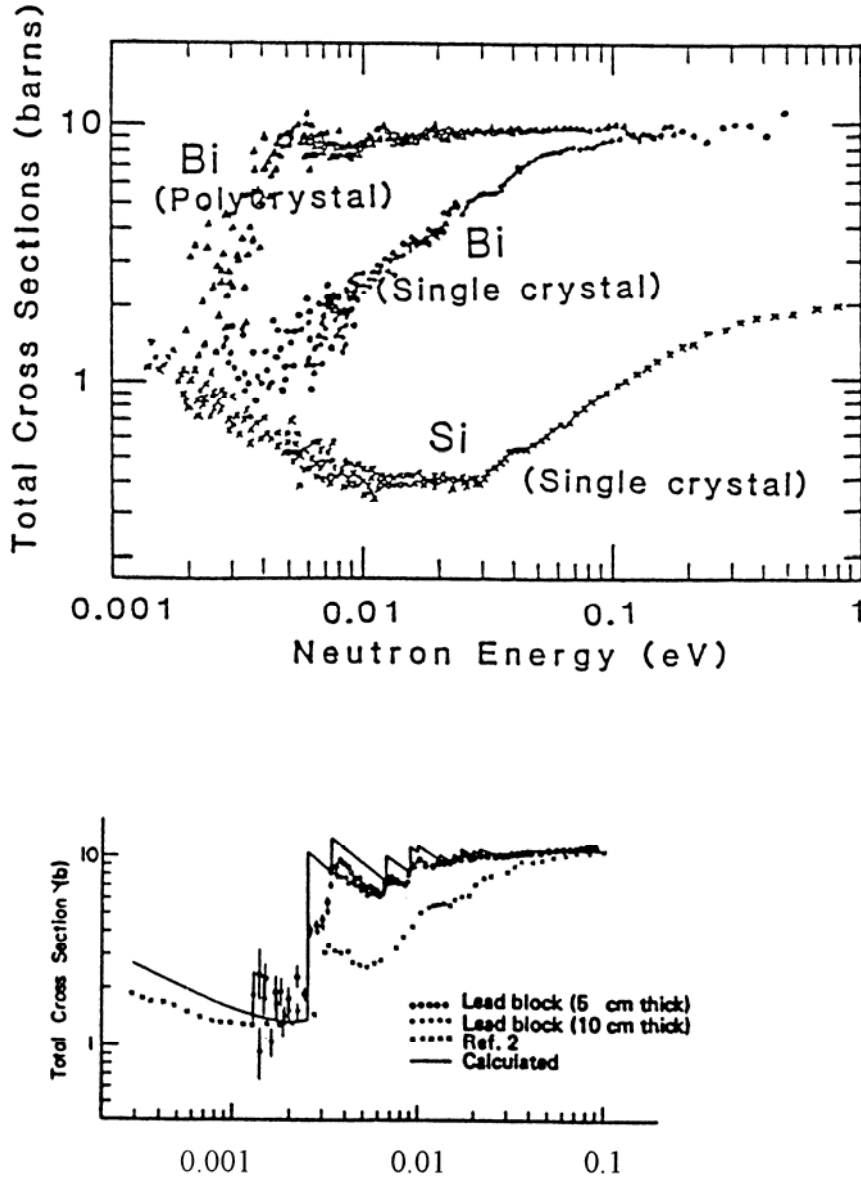 Total Cross Sections (barns)
10
1
Bi
(Polycrystal)
Bi
(Single crystal)
Si
(Single crystal)
0.001 0.01 0.1 1
Neutron Energy (eV)
Total Cross Section γ(b)
10
1
Lead block (5 cm thick)
Lead block (10 cm thick)
Ref. 2
Calculated
0.001 0.01 0.1